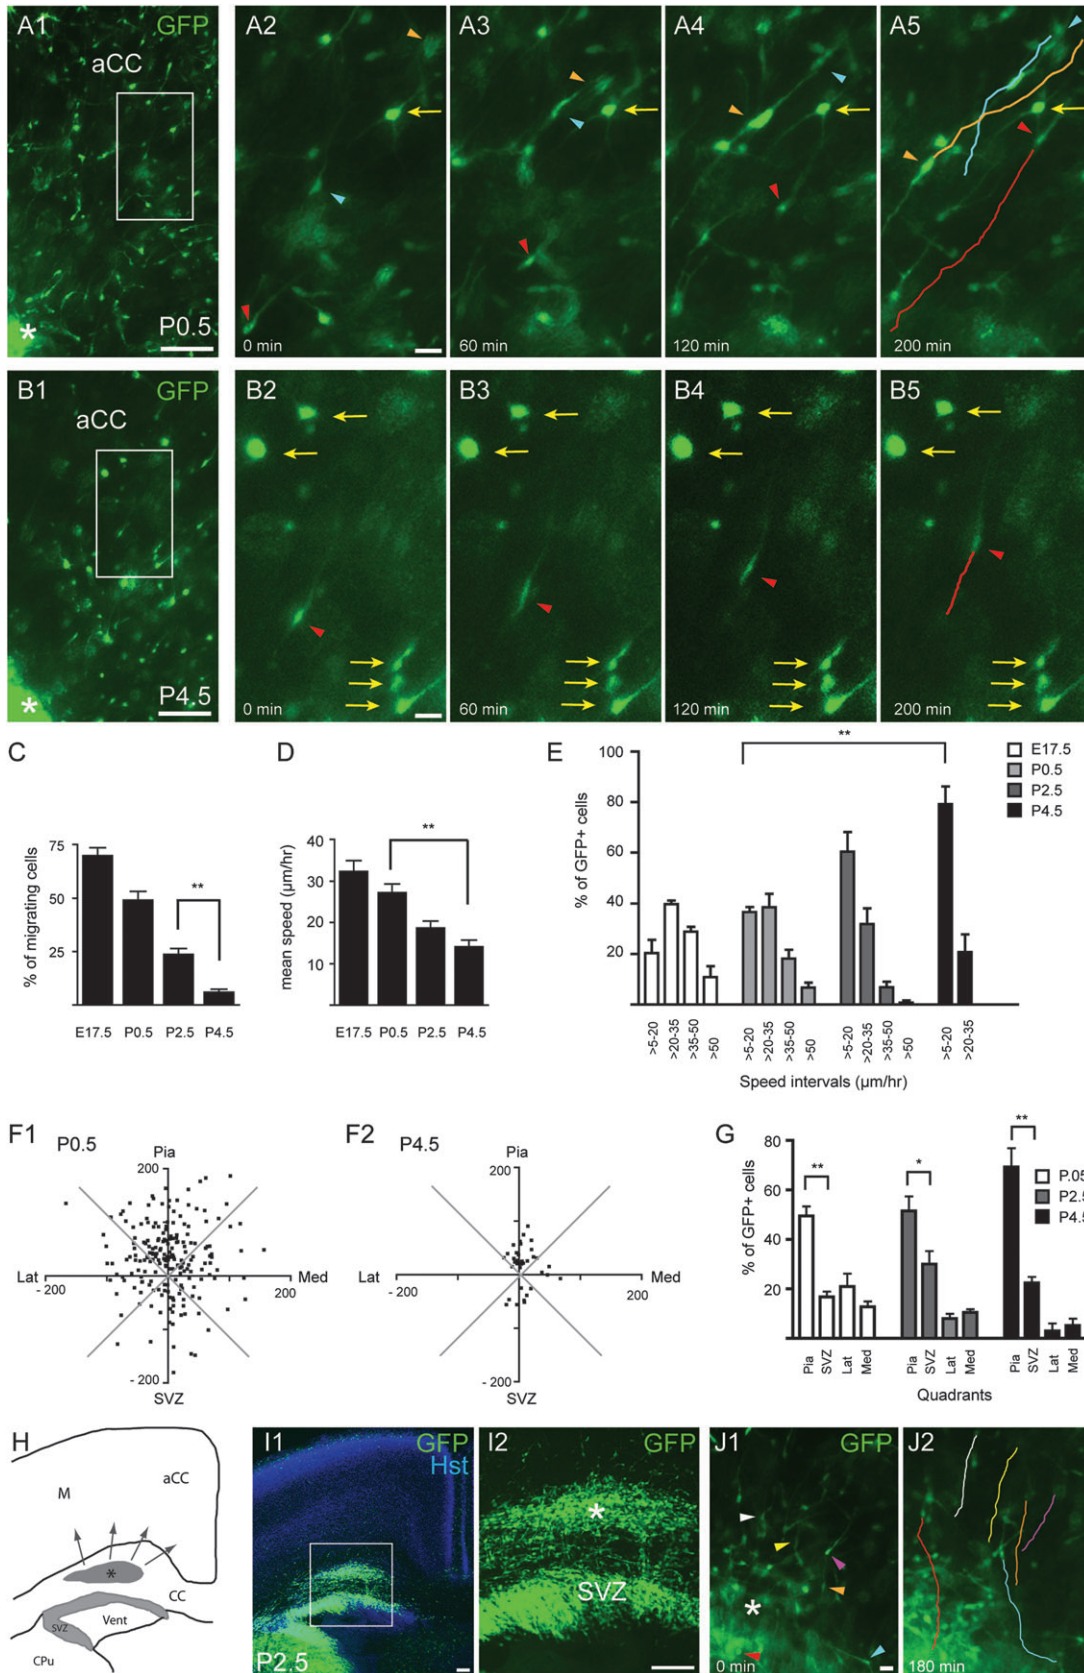 A1 GFP
aCC
*
P0.5
A2
0 min
A3
60 min
A4
120 min
A5
200 min
B1 GFP
aCC
*
P4.5
B2
0 min
B3
60 min
B4
120 min
B5
200 min
C
% of migrating cells
75
50
25
**
E17.5 P0.5 P2.5 P4.5
D
mean speed (µm/hr)
40
30
20
10
**
E17.5 P0.5 P2.5 P4.5
E
% of GFP+ cells
100
80
60
40
20
**
E17.5
P0.5
P2.5
P4.5
>5-20 >20-35 >35-50 >50 >5-20 >20-35 >35-50 >50 >5-20 >20-35 >35-50 >50 >5-20 >20-35
Speed intervals (µm/hr)
F1 P0.5
Pia
200
Lat Med
- 200 200
- 200
SVZ
F2 P4.5
Pia
200
Lat Med
- 200 200
- 200
SVZ
G
% of GFP+ cells
80
60
40
20
** * **
P.05
P2.5
P4.5
Pia SVZ Lat Med Pia SVZ Lat Med Pia SVZ Lat Med
Quadrants
H
aCC
M
*
CC
Vent
SVZ
CPu
I1 GFP
Hst
P2.5
I2 GFP
*
SVZ
J1 GFP
*
0 min
J2
180 min